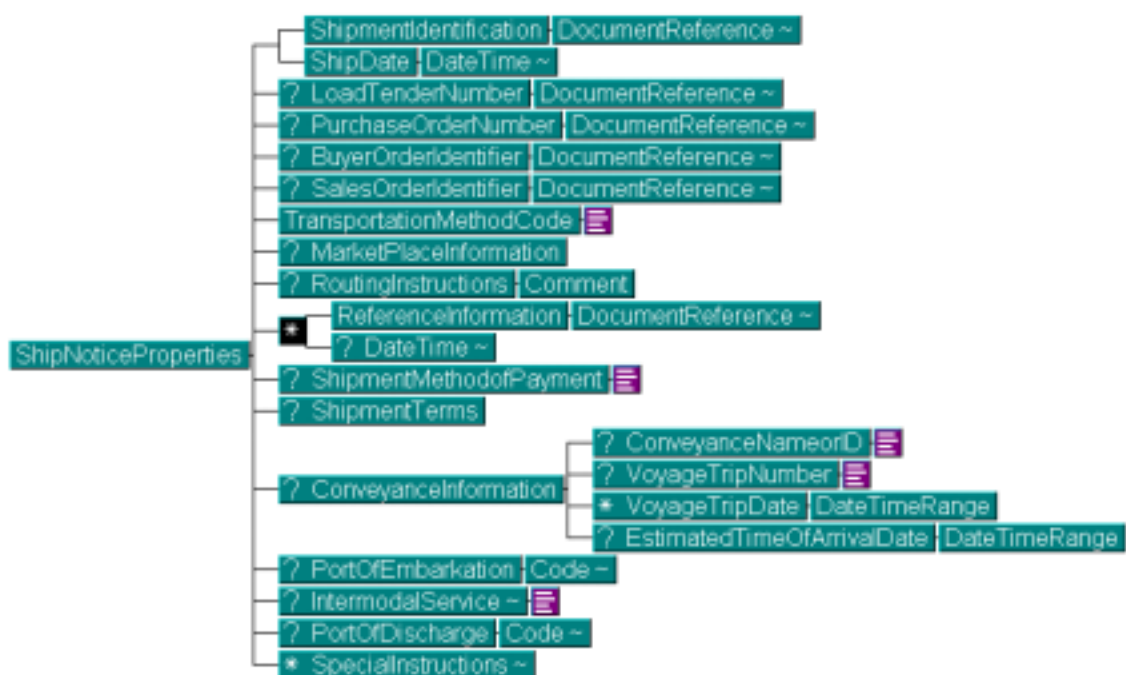 ShipmentIdentification DocumentReference ~
ShipDate DateTime ~
? LoadTenderNumber DocumentReference ~
? PurchaseOrderNumber DocumentReference ~
? BuyerOrderIdentifier DocumentReference ~
? SalesOrderIdentifier DocumentReference ~
TransportationMethodCode
? MarketPlaceInformation
? RoutingInstructions Comment
* ReferenceInformation DocumentReference ~
? DateTime ~
ShipNoticeProperties
? ShipmentMethodofPayment
? ShipmentTerms
? ConveyanceNameorID
? VoyageTripNumber
? ConveyanceInformation
* VoyageTripDate DateTimeRange
? EstimatedTimeOfArrivalDate DateTimeRange
? PortOfEmbarkation Code ~
? IntermodalService ~
? PortOfDischarge Code ~
* SpecialInstructions ~